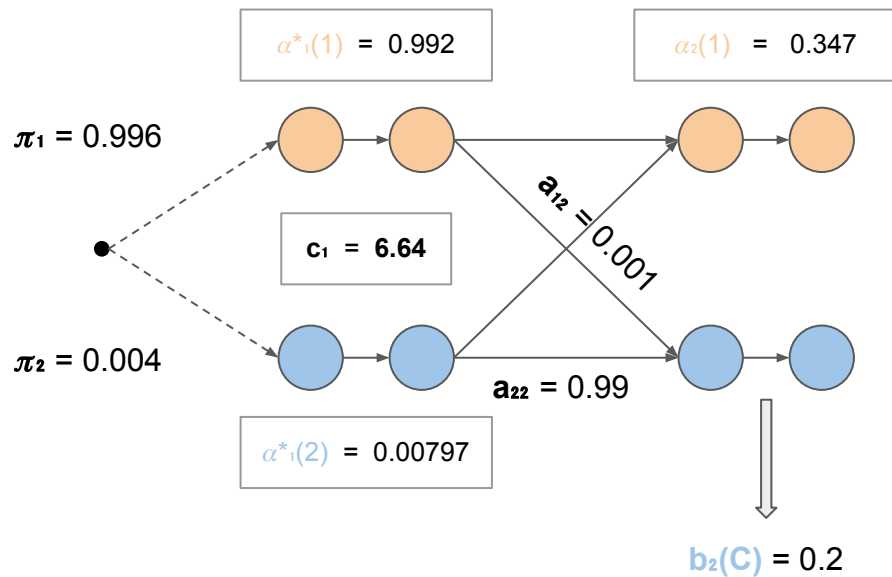 α*₁(1) = 0.992
α₂(1) = 0.347
π₁ = 0.996
a₁₂ = 0.001
c₁ = 6.64
π₂ = 0.004
a₂₂ = 0.99
α*₁(2) = 0.00797
b₂(C) = 0.2